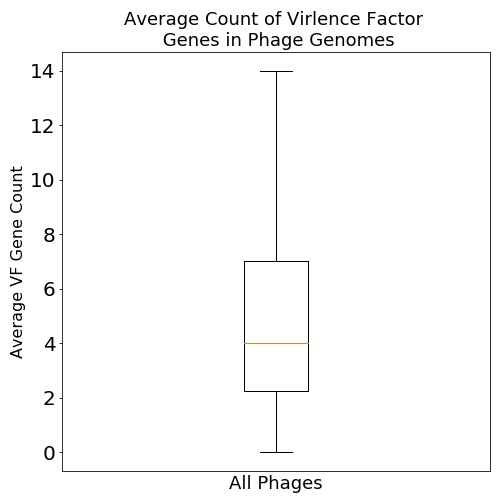 Average Count of Virlence Factor
Genes in Phage Genomes
14
12
10
8
6
4
2
0
Average VF Gene Count
All Phages